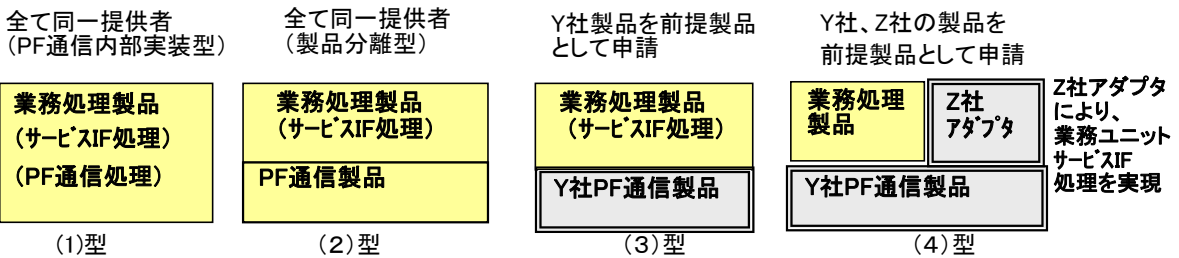 全て同一提供者
(PF通信内部実装型)
業務処理製品
(サービスIF処理)
(PF通信処理)
(1)型
全て同一提供者
(製品分離型)
業務処理製品
(サービスIF処理)
PF通信製品
(2)型
Y社製品を前提製品
として申請
業務処理製品
(サービスIF処理)
Y社PF通信製品
(3)型
Y社、Z社の製品を
前提製品として申請
業務処理
製品
Z社
アダプタ
Y社PF通信製品
(4)型
Z社アダプタ
により、
業務ユニット
サービスIF
処理を実現